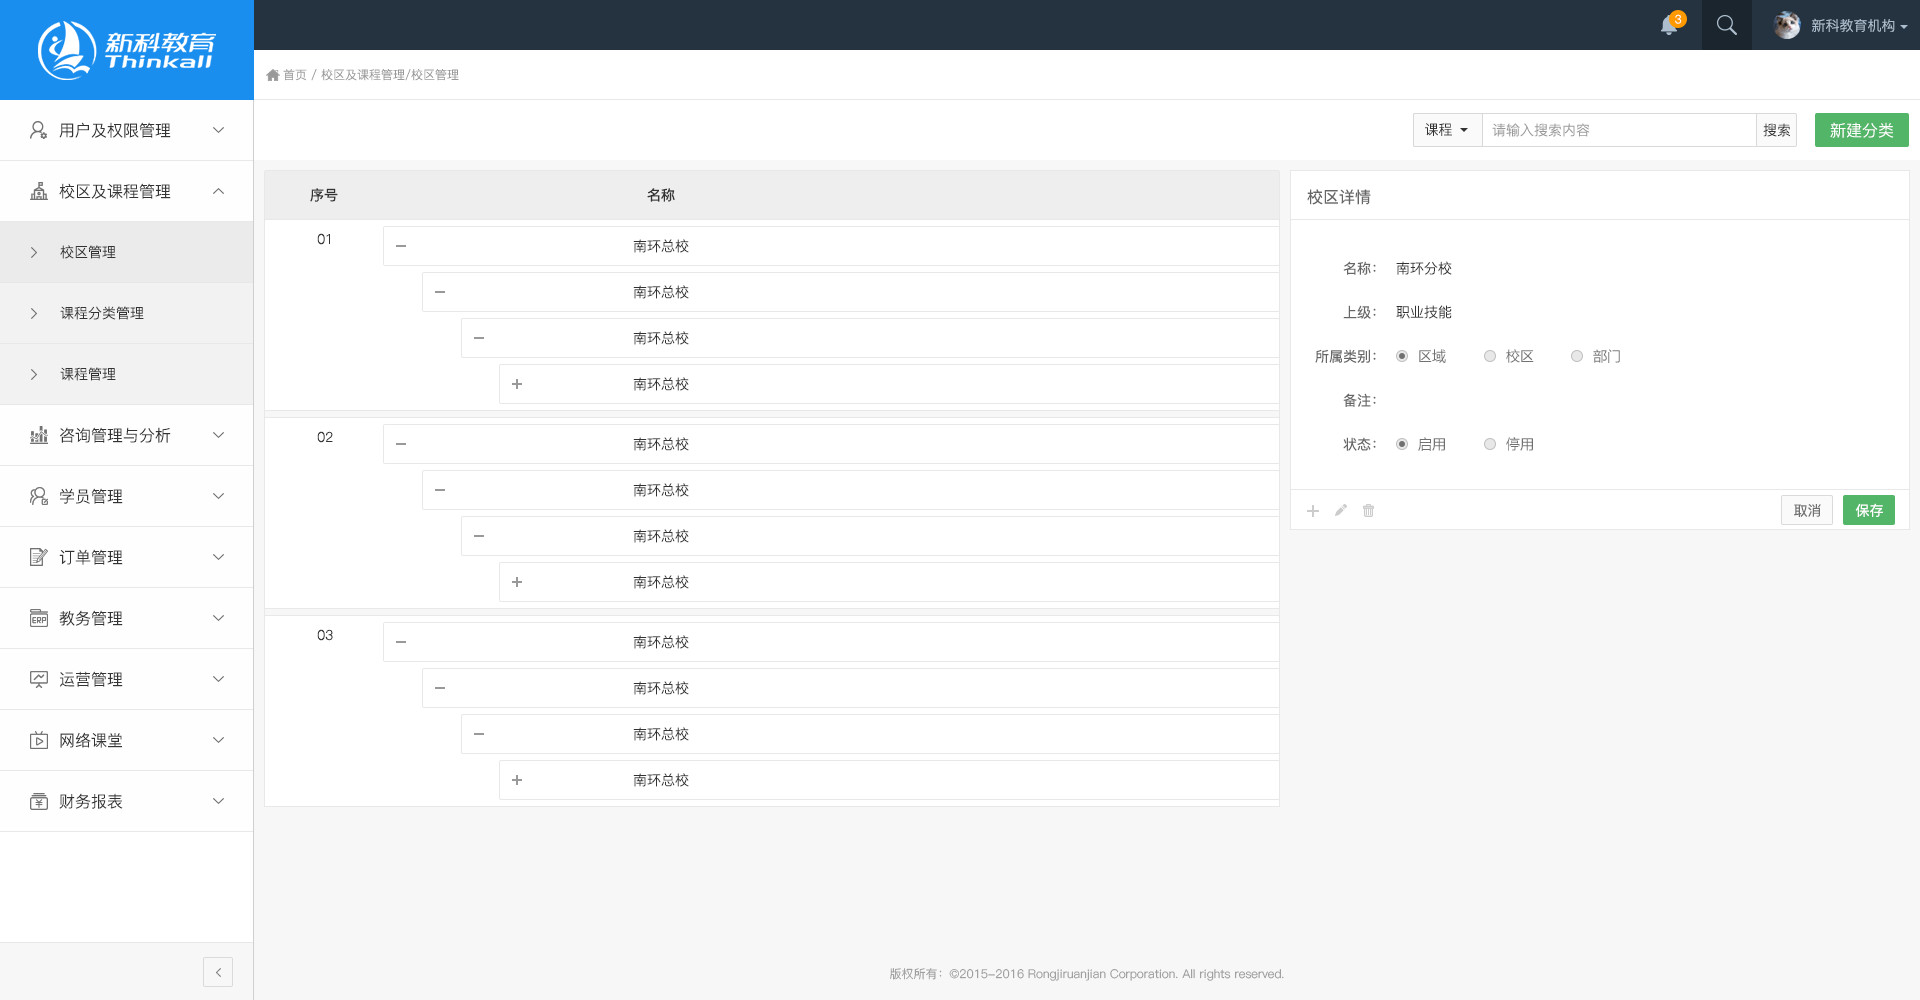 新科教育
Thinkall
3
新科教育机构
首页 / 校区及课程管理/校区管理
用户及权限管理
校区及课程管理
校区管理
课程分类管理
课程管理
咨询管理与分析
学员管理
订单管理
ERP
教务管理
运营管理
网络课堂
财务报表
课程
请输入搜索内容
搜索
新建分类
序号 名称
01 南环总校
南环总校
南环总校
南环总校
02 南环总校
南环总校
南环总校
南环总校
03 南环总校
南环总校
南环总校
南环总校
校区详情
名称： 南环分校
上级： 职业技能
所属类别： 区域 校区 部门
备注：
状态： 启用 停用
取消 保存
版权所有：©2015-2016 Rongjiruanjian Corporation. All rights reserved.